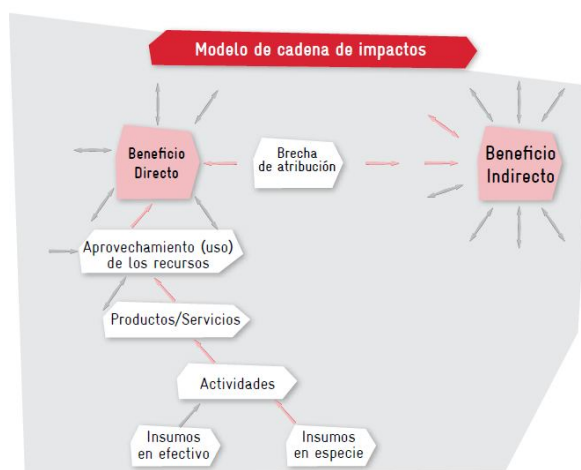 Modelo de cadena de impactos
Beneficio
Directo
Brecha
de atribución
Beneficio
Indirecto
Aprovechamiento (uso)
de los recursos
Productos/Servicios
Actividades
Insumos
en efectivo
Insumos
en especie